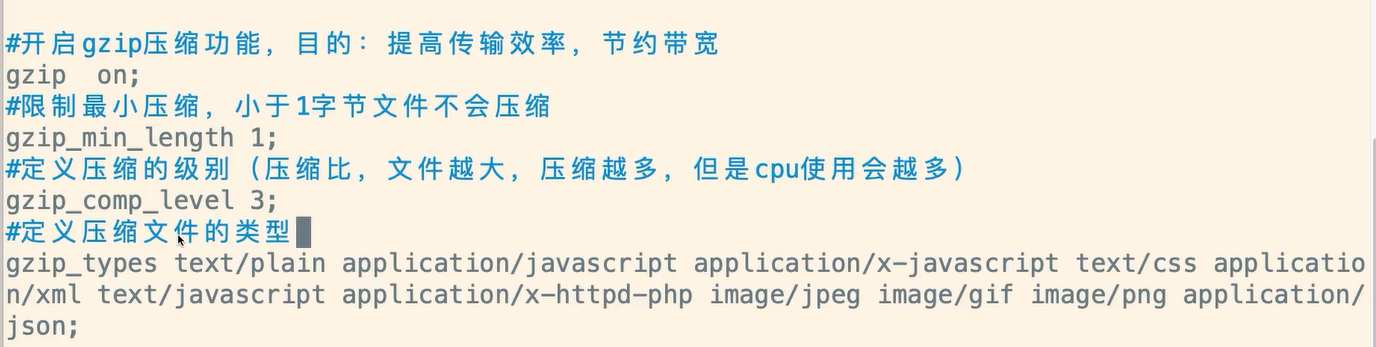 #开启gzip压缩功能，目的：提高传输效率，节约带宽
gzip  on;
#限制最小压缩，小于1字节文件不会压缩
gzip_min_length 1;
#定义压缩的级别（压缩比，文件越大，压缩越多，但是cpu使用会越多）
gzip_comp_level 3;
#定义压缩文件的类型
gzip_types text/plain application/javascript application/x-javascript text/css applicatio
n/xml text/javascript application/x-httpd-php image/jpeg image/gif image/png application/
json;